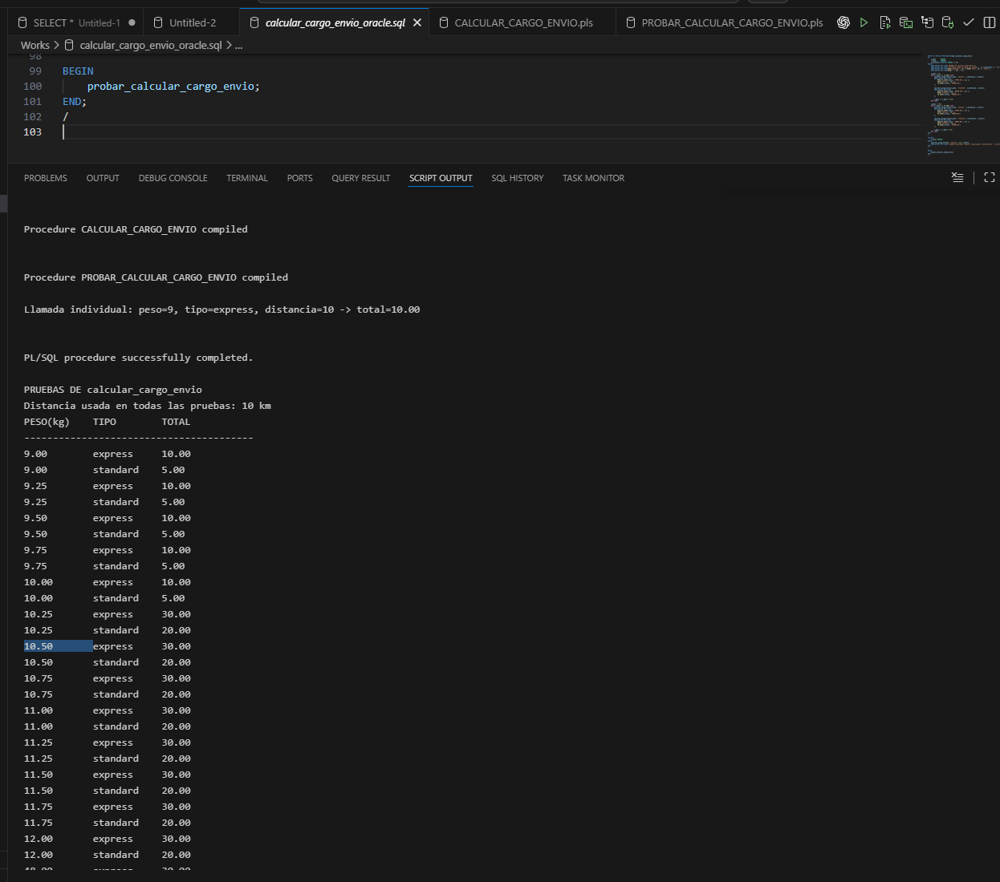 SELECT * Untitled-1 Untitled-2 calcular_cargo_envio_oracle.sql CALCULAR_CARGO_ENVIO.pls PROBAR_CALCULAR_CARGO_ENVIO.pls
Works > calcular_cargo_envio_oracle.sql > ...
98
99 BEGIN
100 probar_calcular_cargo_envio;
101 END;
102 /
103
PROBLEMS OUTPUT DEBUG CONSOLE TERMINAL PORTS QUERY RESULT SCRIPT OUTPUT SQL HISTORY TASK MONITOR
Procedure CALCULAR_CARGO_ENVIO compiled
Procedure PROBAR_CALCULAR_CARGO_ENVIO compiled
Llamada individual: peso=9, tipo=express, distancia=10 -> total=10.00
PL/SQL procedure successfully completed.
PRUEBAS DE calcular_cargo_envio
Distancia usada en todas las pruebas: 10 km
PESO(kg) TIPO TOTAL
----------------------------------------
9.00 express 10.00
9.00 standard 5.00
9.25 express 10.00
9.25 standard 5.00
9.50 express 10.00
9.50 standard 5.00
9.75 express 10.00
9.75 standard 5.00
10.00 express 10.00
10.00 standard 5.00
10.25 express 30.00
10.25 standard 20.00
10.50 express 30.00
10.50 standard 20.00
10.75 express 30.00
10.75 standard 20.00
11.00 express 30.00
11.00 standard 20.00
11.25 express 30.00
11.25 standard 20.00
11.50 express 30.00
11.50 standard 20.00
11.75 express 30.00
11.75 standard 20.00
12.00 express 30.00
12.00 standard 20.00